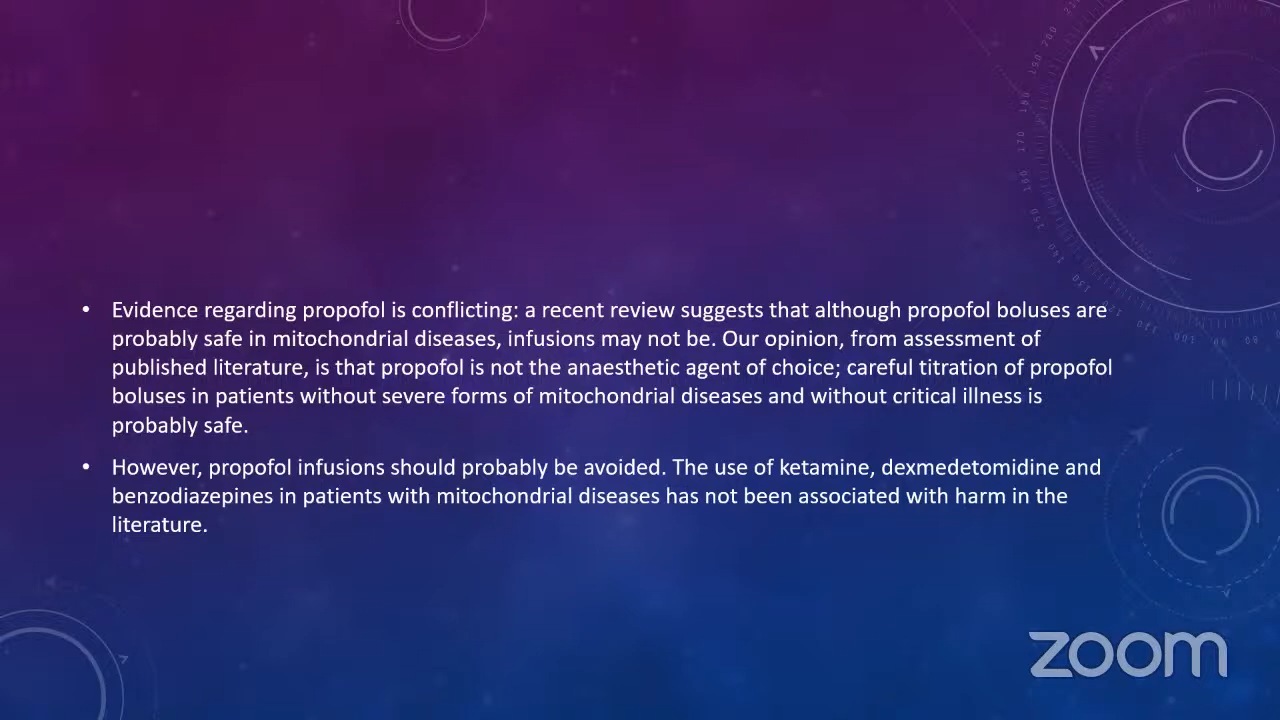 • Evidence regarding propofol is conflicting: a recent review suggests that although propofol boluses are
probably safe in mitochondrial diseases, infusions may not be. Our opinion, from assessment of
published literature, is that propofol is not the anaesthetic agent of choice; careful titration of propofol
boluses in patients without severe forms of mitochondrial diseases and without critical illness is
probably safe.
• However, propofol infusions should probably be avoided. The use of ketamine, dexmedetomidine and
benzodiazepines in patients with mitochondrial diseases has not been associated with harm in the
literature.
zoom